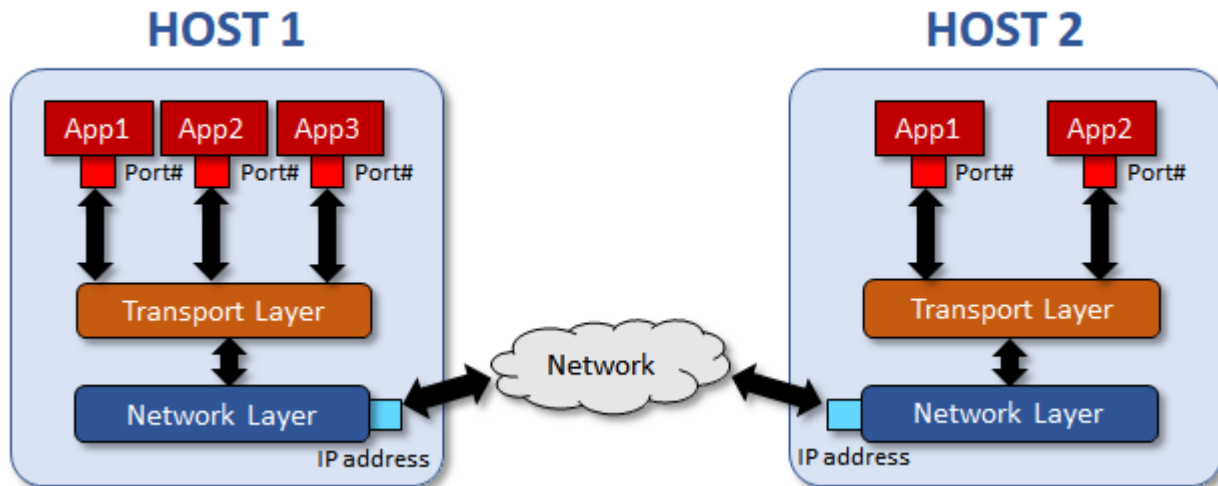 HOST 1
HOST 2
App1 App2 App3
Port# Port# Port#
App1 App2
Port# Port#
Transport Layer
Transport Layer
Network
Network Layer
Network Layer
IP address
IP address